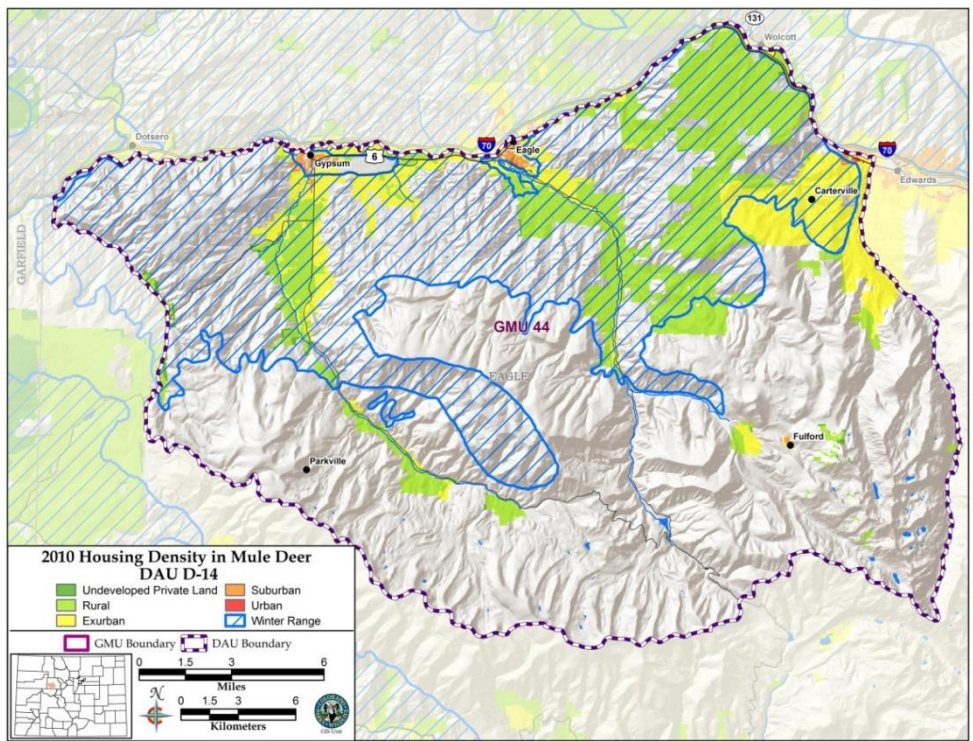 131
Wolcott
Dotsero
70
Eagle
6
Gypsum
70
Edwards
Carterville
GARFIELD
GMU 44
EAGLE
Fulford
Parkville
2010 Housing Density in Mule Deer
DAU D-14
Undeveloped Private Land
Suburban
Rural
Urban
Exurban
Winter Range
GMU Boundary
DAU Boundary
0 1.5 3 6
Miles
N
0 1.5 3 6
Kilometers
GIS Unit